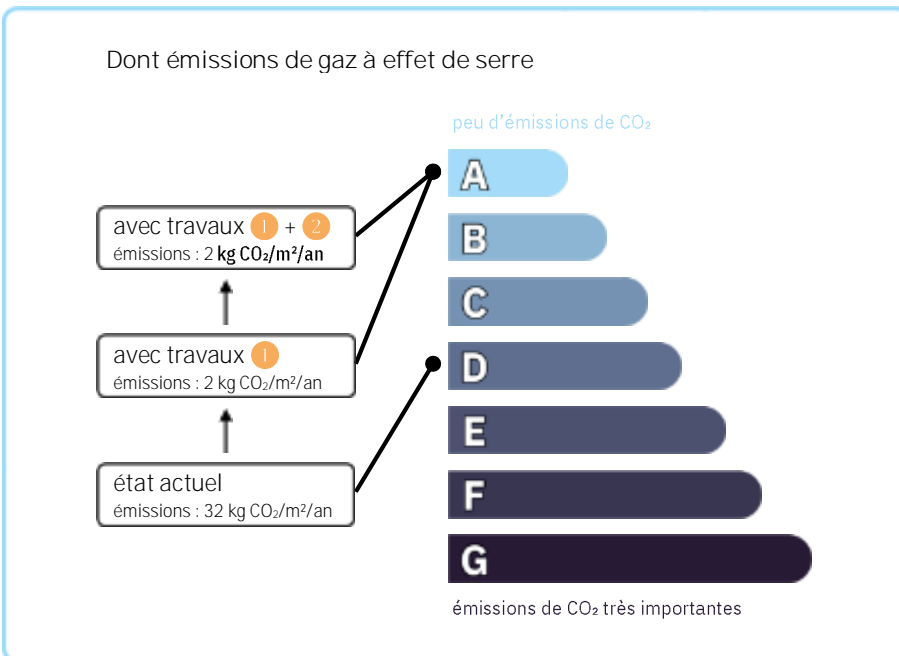 Dont émissions de gaz à effet de serre
peu d'émissions de CO₂
A
avec travaux 1 + 2
émissions : 2 kg CO₂/m²/an
B
C
avec travaux 1
émissions : 2 kg CO₂/m²/an
D
E
état actuel
émissions : 32 kg CO₂/m²/an
F
G
émissions de CO₂ très importantes